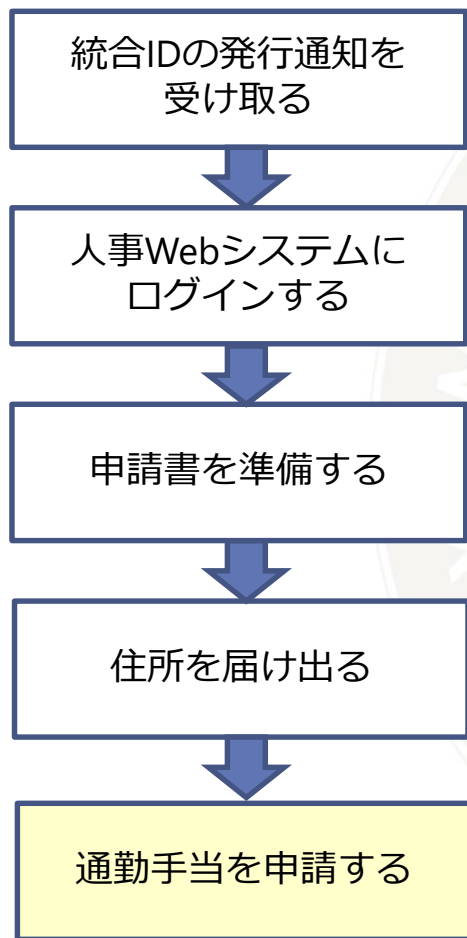 統合IDの発行通知を
受け取る
人事Webシステムに
ログインする
申請書を準備する
住所を届け出る
通勤手当を申請する